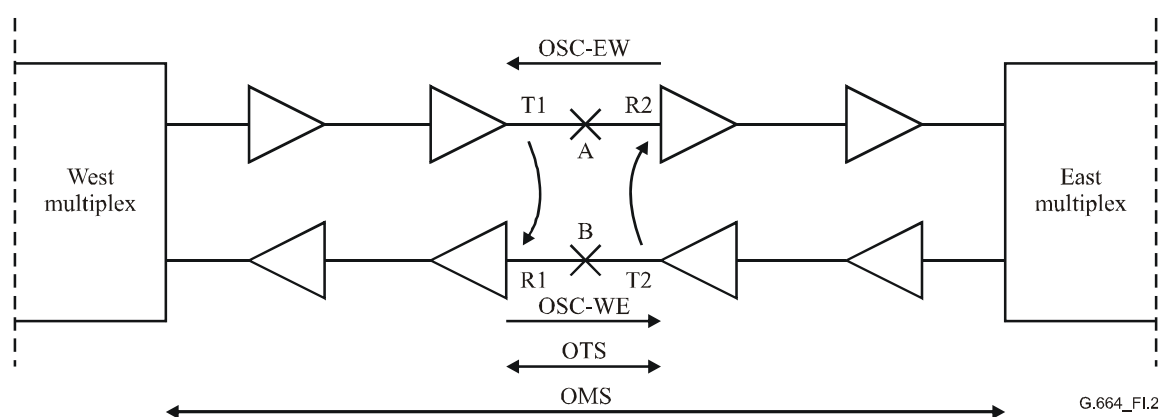 OSC-EW
T1
R2
A
West
multiplex
East
multiplex
B
R1
T2
OSC-WE
OTS
OMS
G.664_FI.2